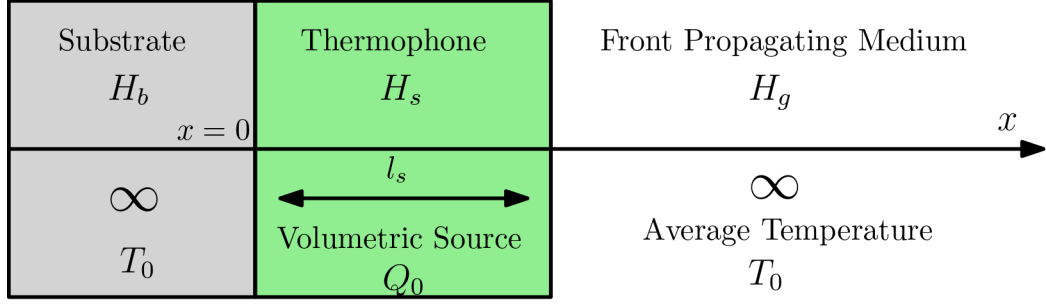 Substrate
H_b
x = 0
∞
T_0
Thermophone
H_s
l_s
Volumetric Source
Q_0
Front Propagating Medium
H_g
x
∞
Average Temperature
T_0